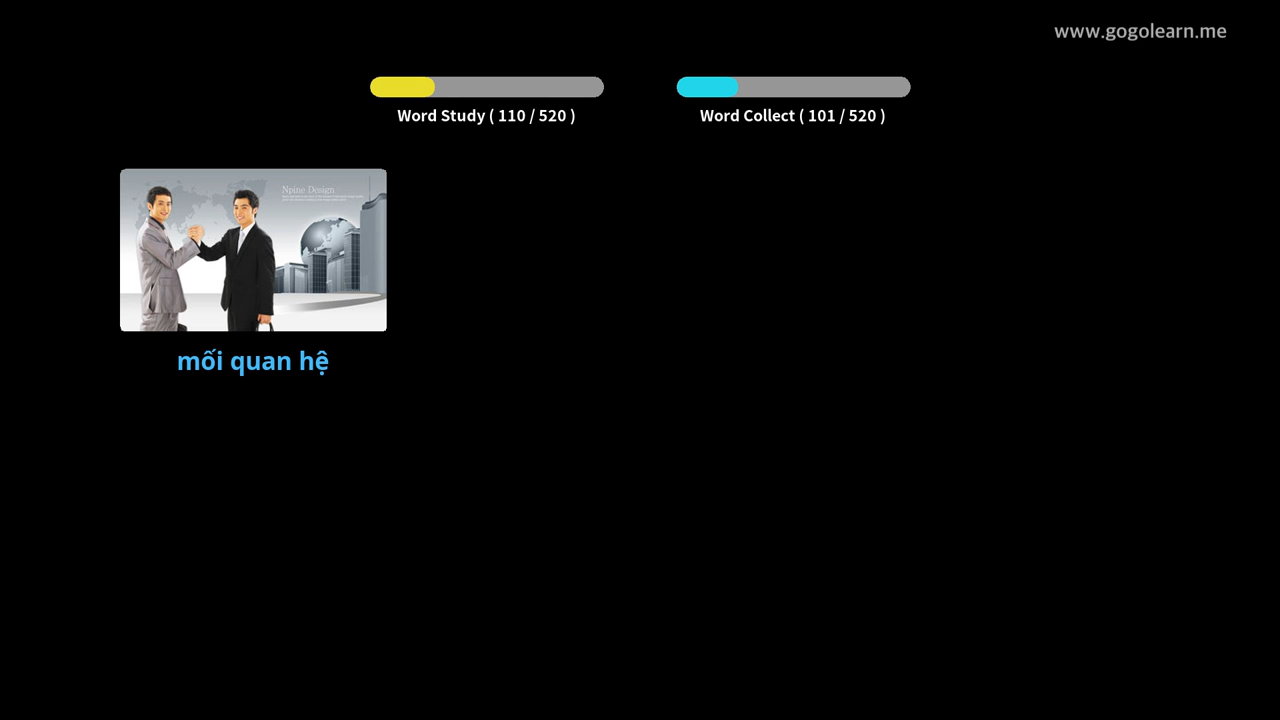 www.gogolearn.me
Word Study ( 110 / 520 )
Word Collect ( 101 / 520 )
Npine Design
mối quan hệ